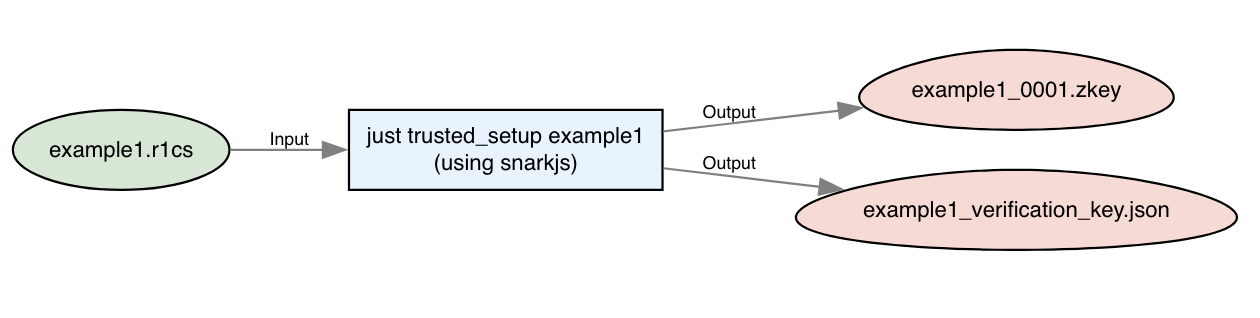 example1.r1cs
Input
just trusted_setup example1
(using snarkjs)
Output
example1_0001.zkey
Output
example1_verification_key.json